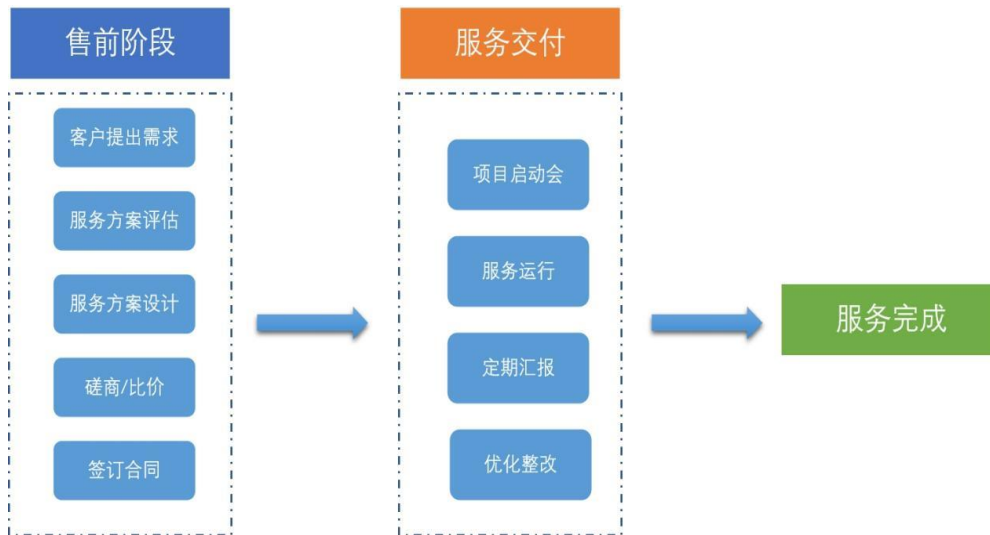 售前阶段
客户提出需求
服务方案评估
服务方案设计
磋商/比价
签订合同
服务交付
项目启动会
服务运行
定期汇报
优化整改
服务完成